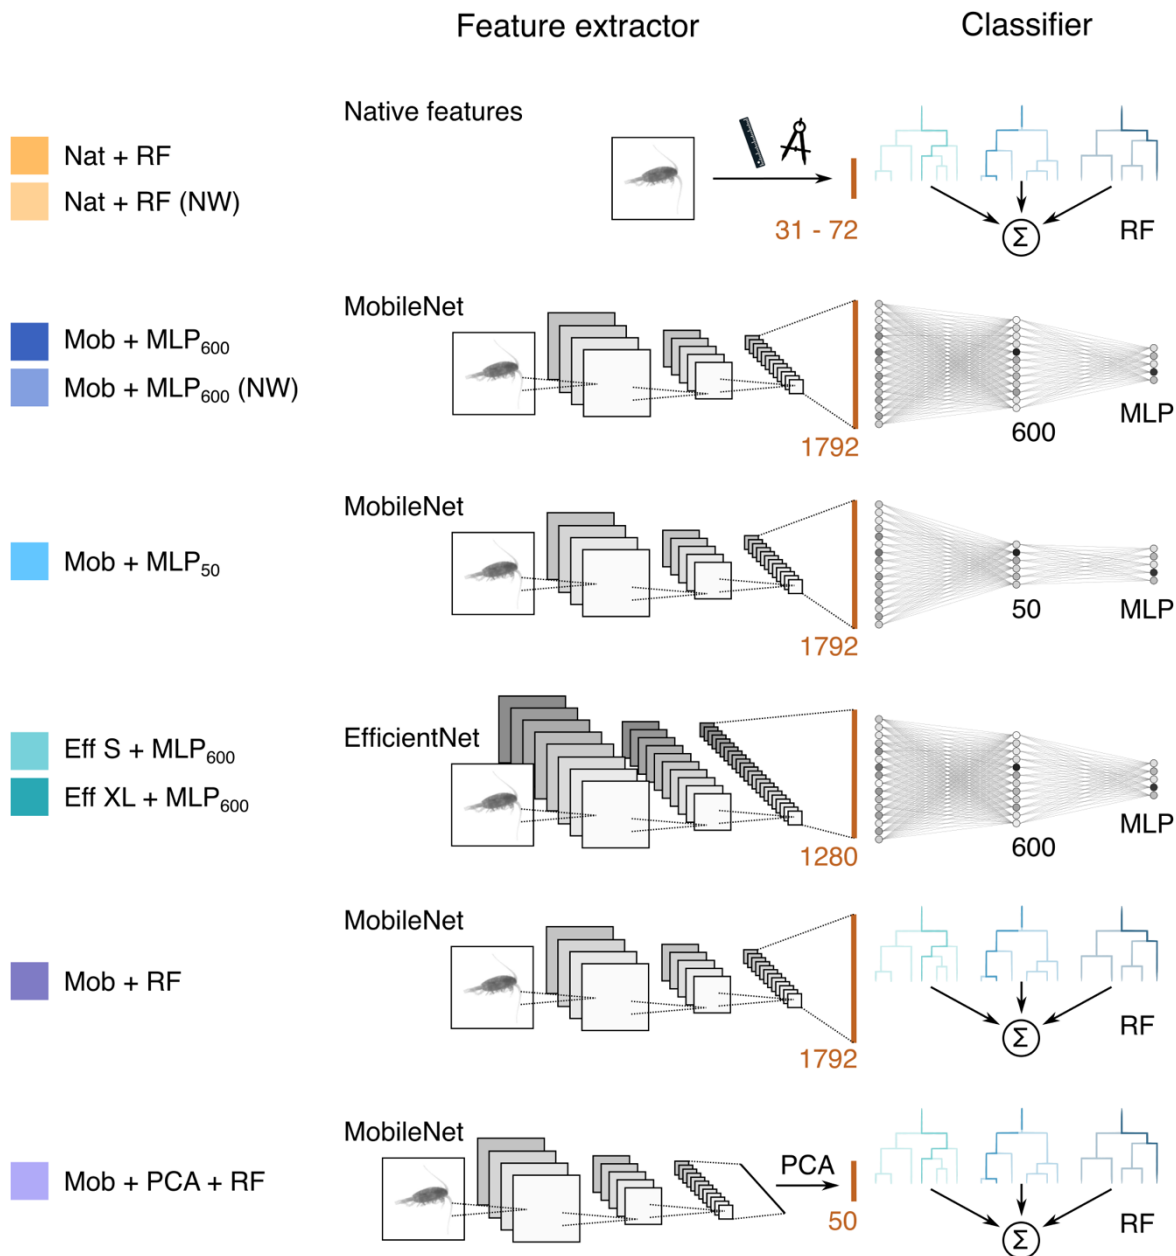 Feature extractor
Classifier
Native features
Nat + RF
Nat + RF (NW)
31 - 72
Σ
RF
MobileNet
Mob + MLP600
Mob + MLP600 (NW)
1792
600
MLP
MobileNet
Mob + MLP50
1792
50
MLP
EfficientNet
Eff S + MLP600
Eff XL + MLP600
1280
600
MLP
MobileNet
Mob + RF
1792
Σ
RF
MobileNet
Mob + PCA + RF
PCA
50
Σ
RF